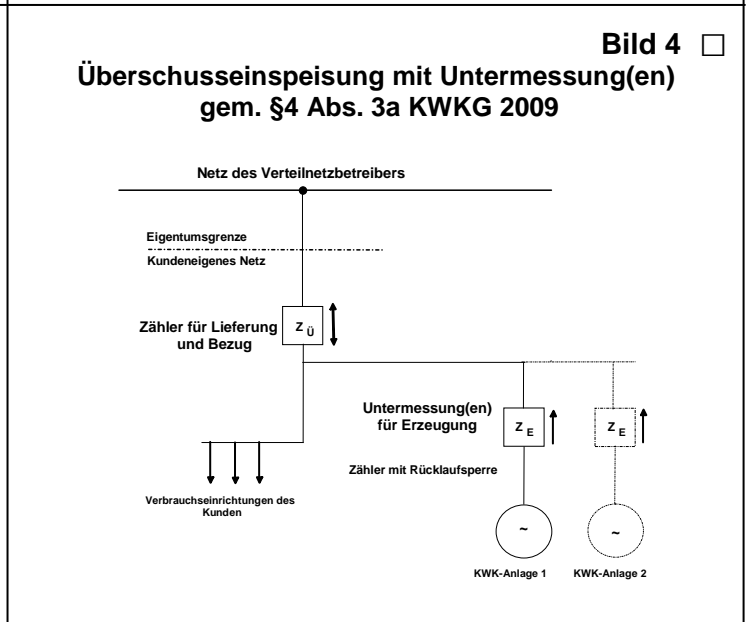 Bild 4 □
Überschusseinspeisung mit Untermessung(en)
gem. §4 Abs. 3a KWKG 2009
Netz des Verteilnetzbetreibers
Eigentumsgrenze
Kundeneigenes Netz
Zähler für Lieferung
und Bezug
Z Ü
Untermessung(en)
für Erzeugung
Z E
Z E
Zähler mit Rücklaufsperre
Verbrauchseinrichtungen des
Kunden
~
~
KWK-Anlage 1
KWK-Anlage 2